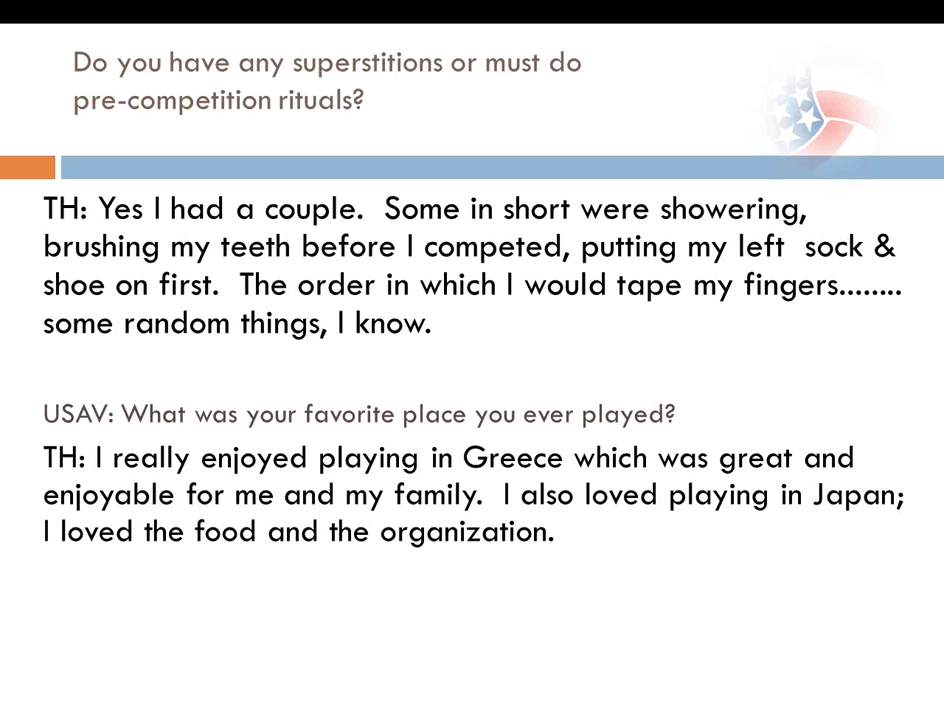 Do you have any superstitions or must do
pre-competition rituals?
TH: Yes I had a couple.  Some in short were showering,
brushing my teeth before I competed, putting my left  sock &
shoe on first.  The order in which I would tape my fingers........
some random things, I know.
USAV: What was your favorite place you ever played?
TH: I really enjoyed playing in Greece which was great and
enjoyable for me and my family.  I also loved playing in Japan;
I loved the food and the organization.